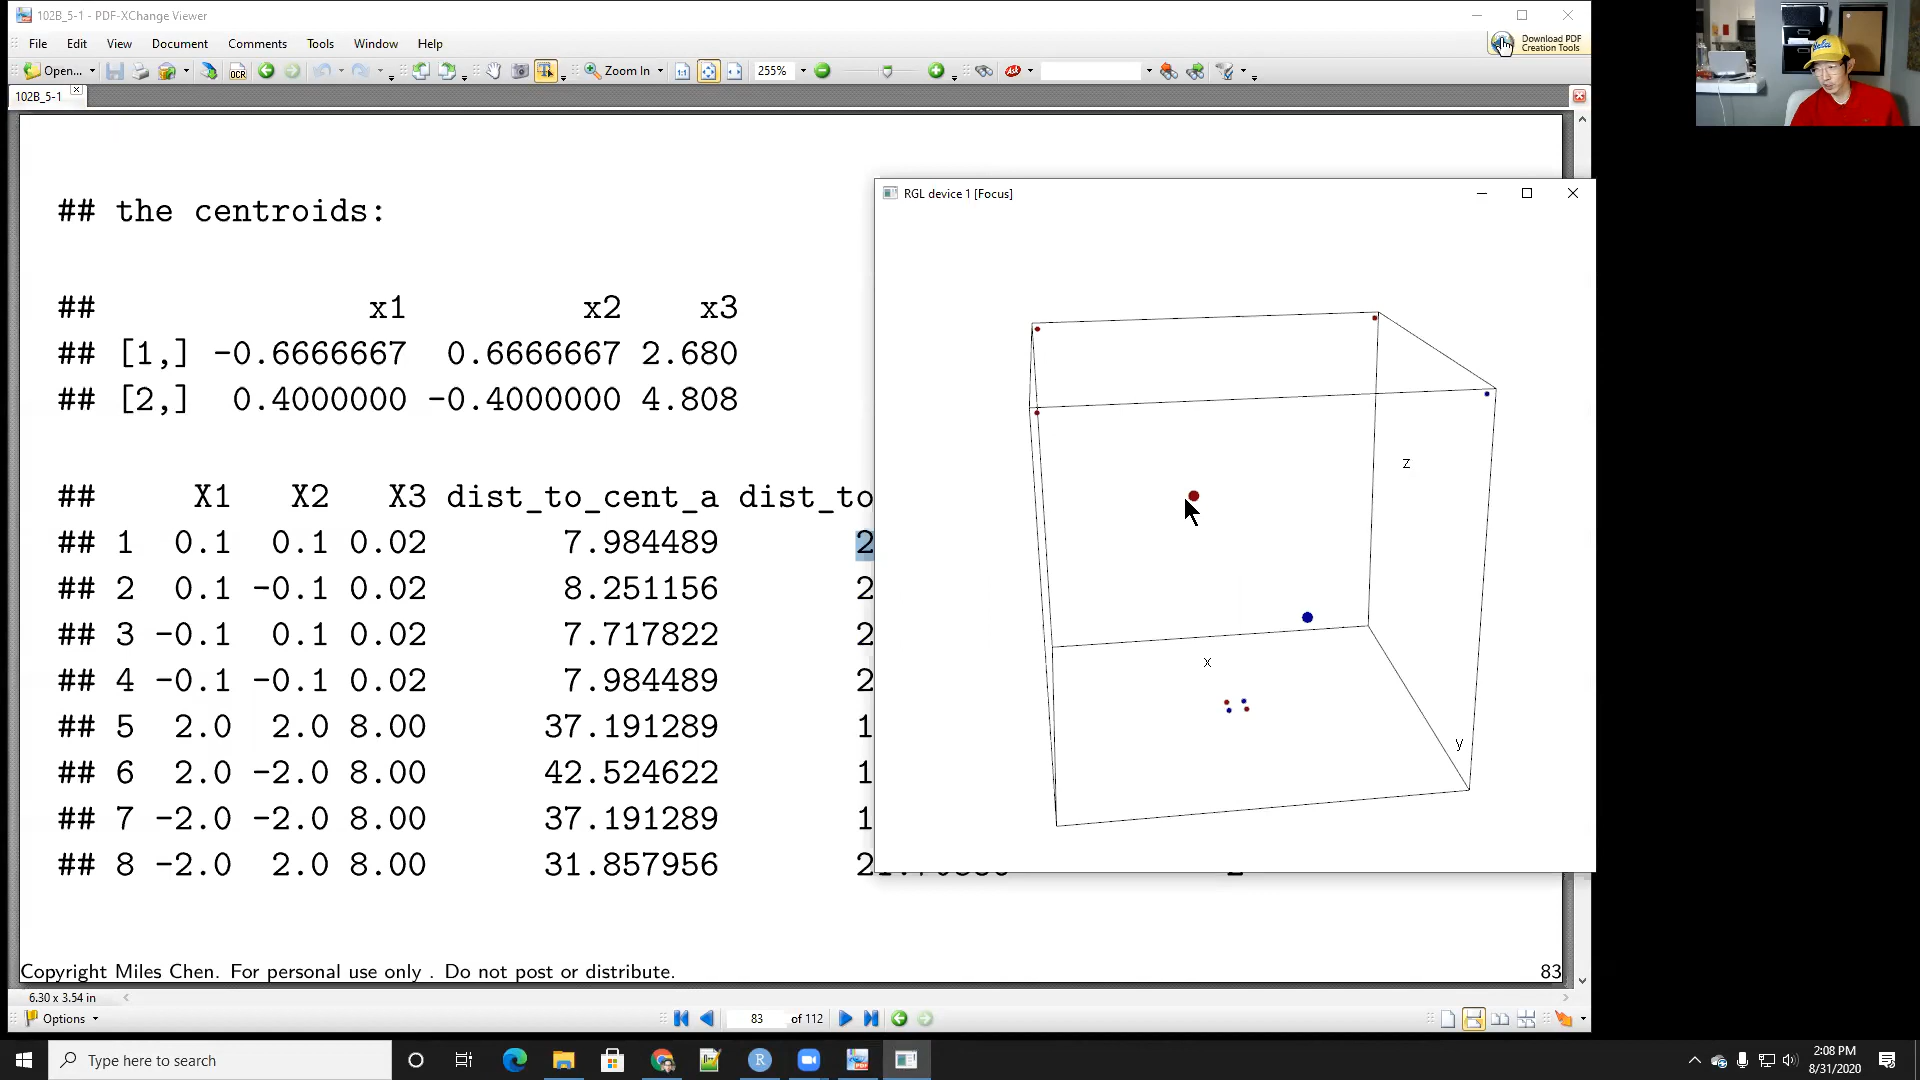 102B_5-1 - PDF-XChange Viewer
File Edit View Document Comments Tools Window Help
Download PDF
Creation Tools
Open...
OCR
Zoom In
255%
102B_5-1
## the centroids:
## x1 x2 x3
## [1,] -0.6666667 0.6666667 2.680
## [2,] 0.4000000 -0.4000000 4.808
## X1 X2 X3 dist_to_cent_a dist_to
## 1 0.1 0.1 0.02 7.984489 2
## 2 0.1 -0.1 0.02 8.251156 2
## 3 -0.1 0.1 0.02 7.717822 2
## 4 -0.1 -0.1 0.02 7.984489 2
## 5 2.0 2.0 8.00 37.191289 1
## 6 2.0 -2.0 8.00 42.524622 1
## 7 -2.0 -2.0 8.00 37.191289 1
## 8 -2.0 2.0 8.00 31.857956 2
RGL device 1 [Focus]
z
x
y
Copyright Miles Chen. For personal use only . Do not post or distribute.
83
6.30 x 3.54 in
Options
83 of 112
Type here to search
2:08 PM
8/31/2020